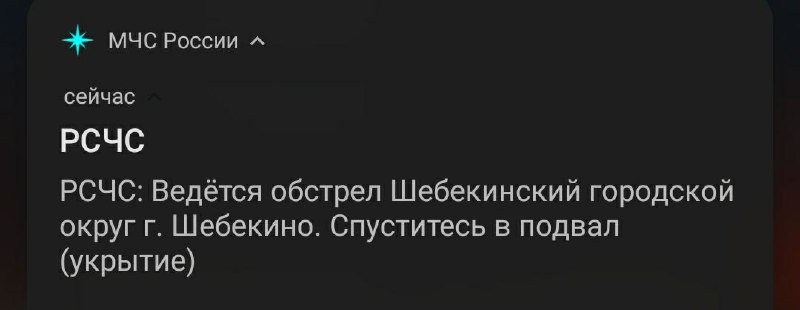 МЧС России
сейчас
РСЧС
РСЧС: Ведётся обстрел Шебекинский городской
округ г. Шебекино. Спуститесь в подвал
(укрытие)